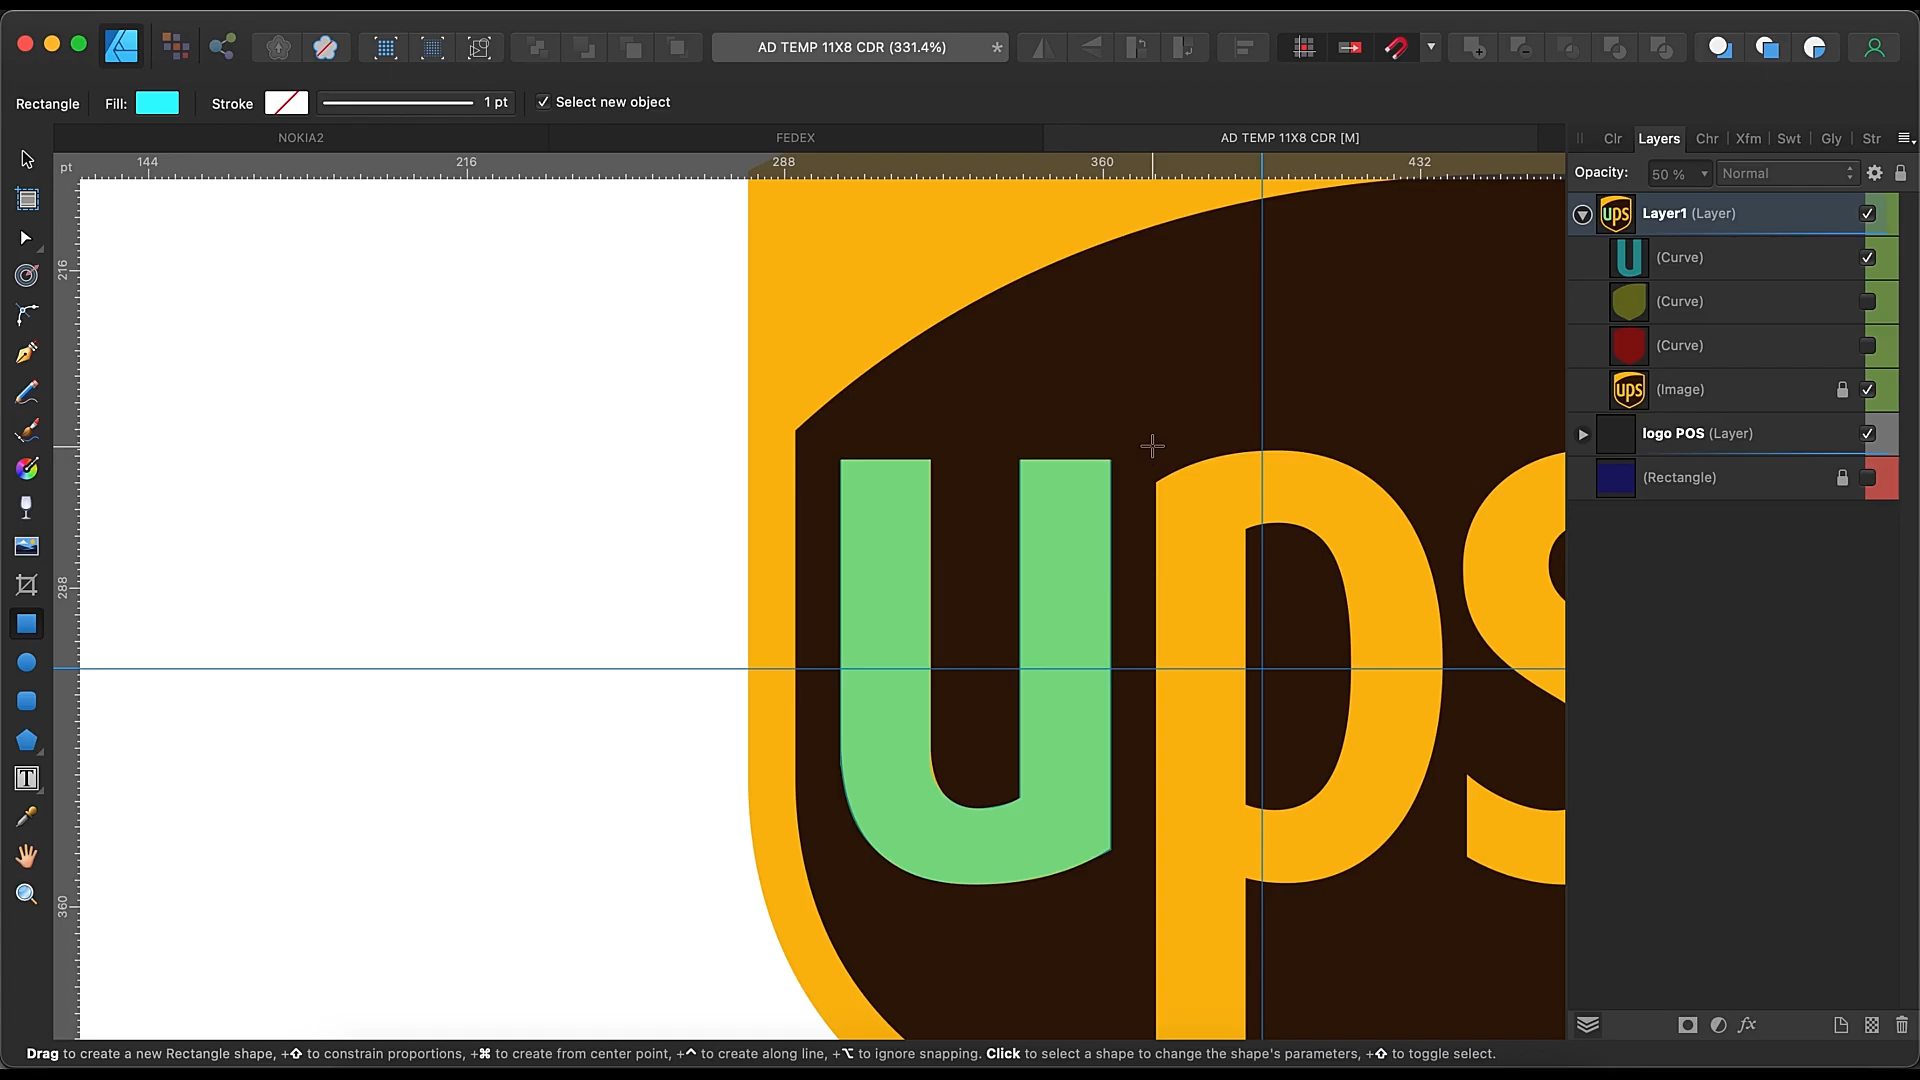 AD TEMP 11X8 CDR (331.4%) *
Rectangle Fill: Stroke 1 pt Select new object
NOKIA2 FEDEX AD TEMP 11X8 CDR [M]
Clr Layers Chr Xfm Swt Gly Str
pt 144 216 288 360 432
Opacity: 50 % Normal
ups Layer1 (Layer)
U (Curve)
(Curve)
(Curve)
ups (Image)
logo POS (Layer)
(Rectangle)
216
288
360
ups
T
fx
Drag to create a new Rectangle shape, +⇧ to constrain proportions, +⌘ to create from center point, +^ to create along line, +⌥ to ignore snapping. Click to select a shape to change the shape's parameters, +⇧ to toggle select.